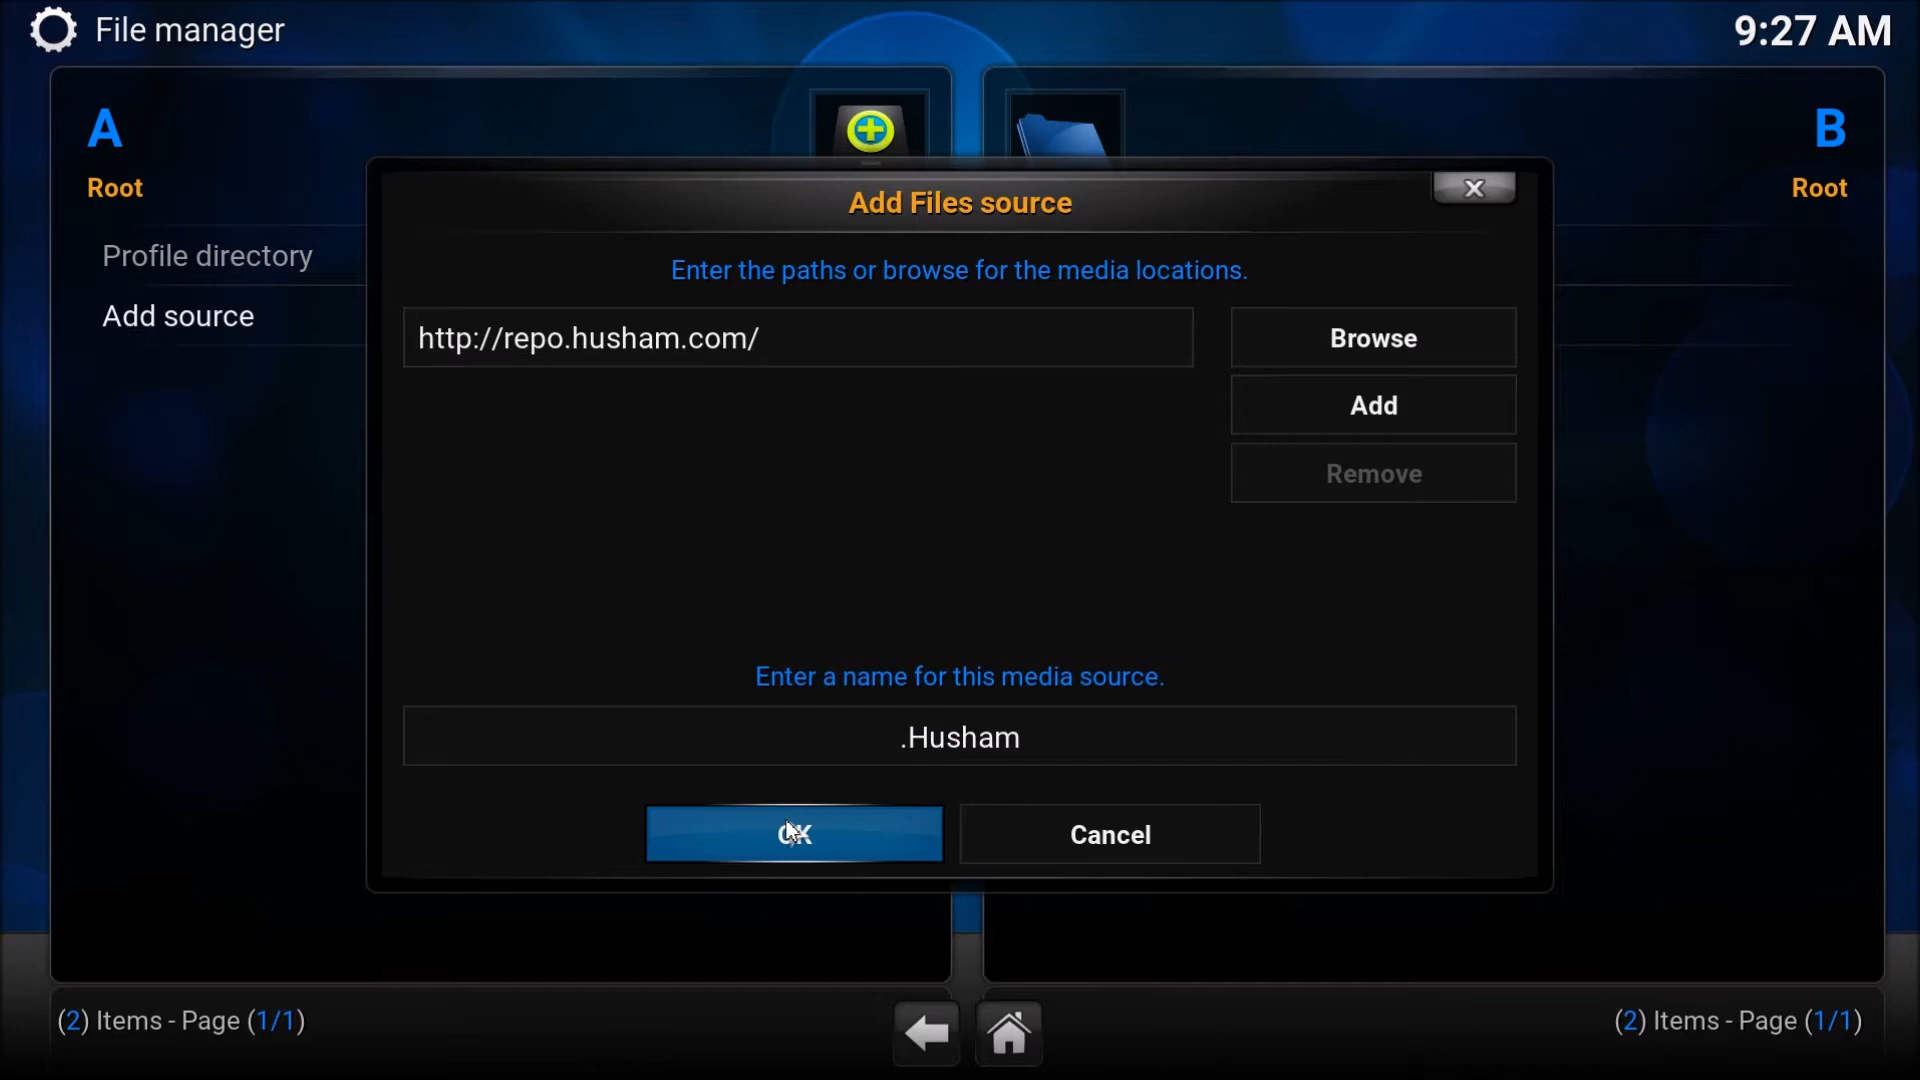 File manager
9:27 AM
A
B
Root
Root
Add Files source
x
Profile directory
Enter the paths or browse for the media locations.
Add source
http://repo.husham.com/
Browse
Add
Remove
Enter a name for this media source.
.Husham
OK
Cancel
(2) Items - Page (1/1)
(2) Items - Page (1/1)